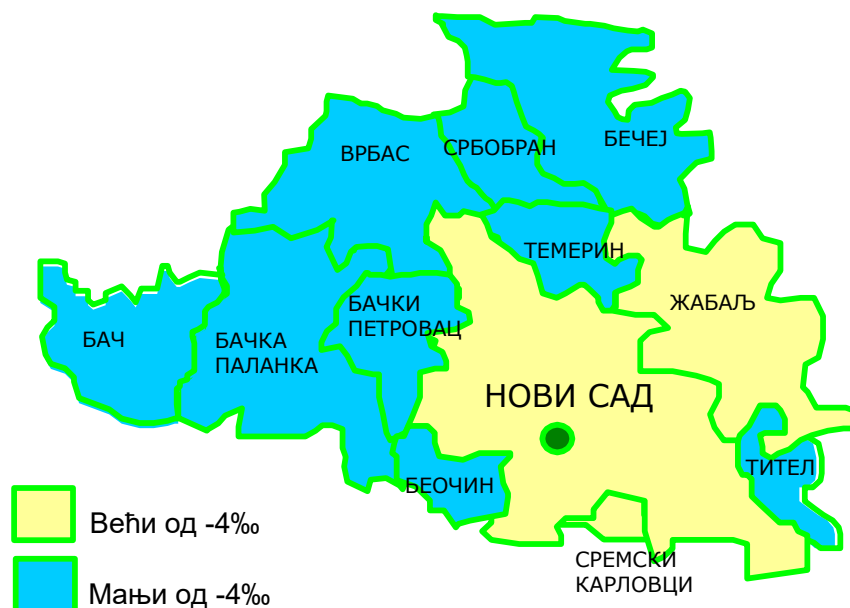 БЕЧЕЈ
СРБОБРАН
ВРБАС
ТЕМЕРИН
ЖАБАЉ
БАЧКИ
ПЕТРОВАЦ
БАЧ
БАЧКА
ПАЛАНКА
НОВИ САД
ТИТЕЛ
БЕОЧИН
СРЕМСКИ
КАРЛОВЦИ
Већи од -4‰
Мањи од -4‰